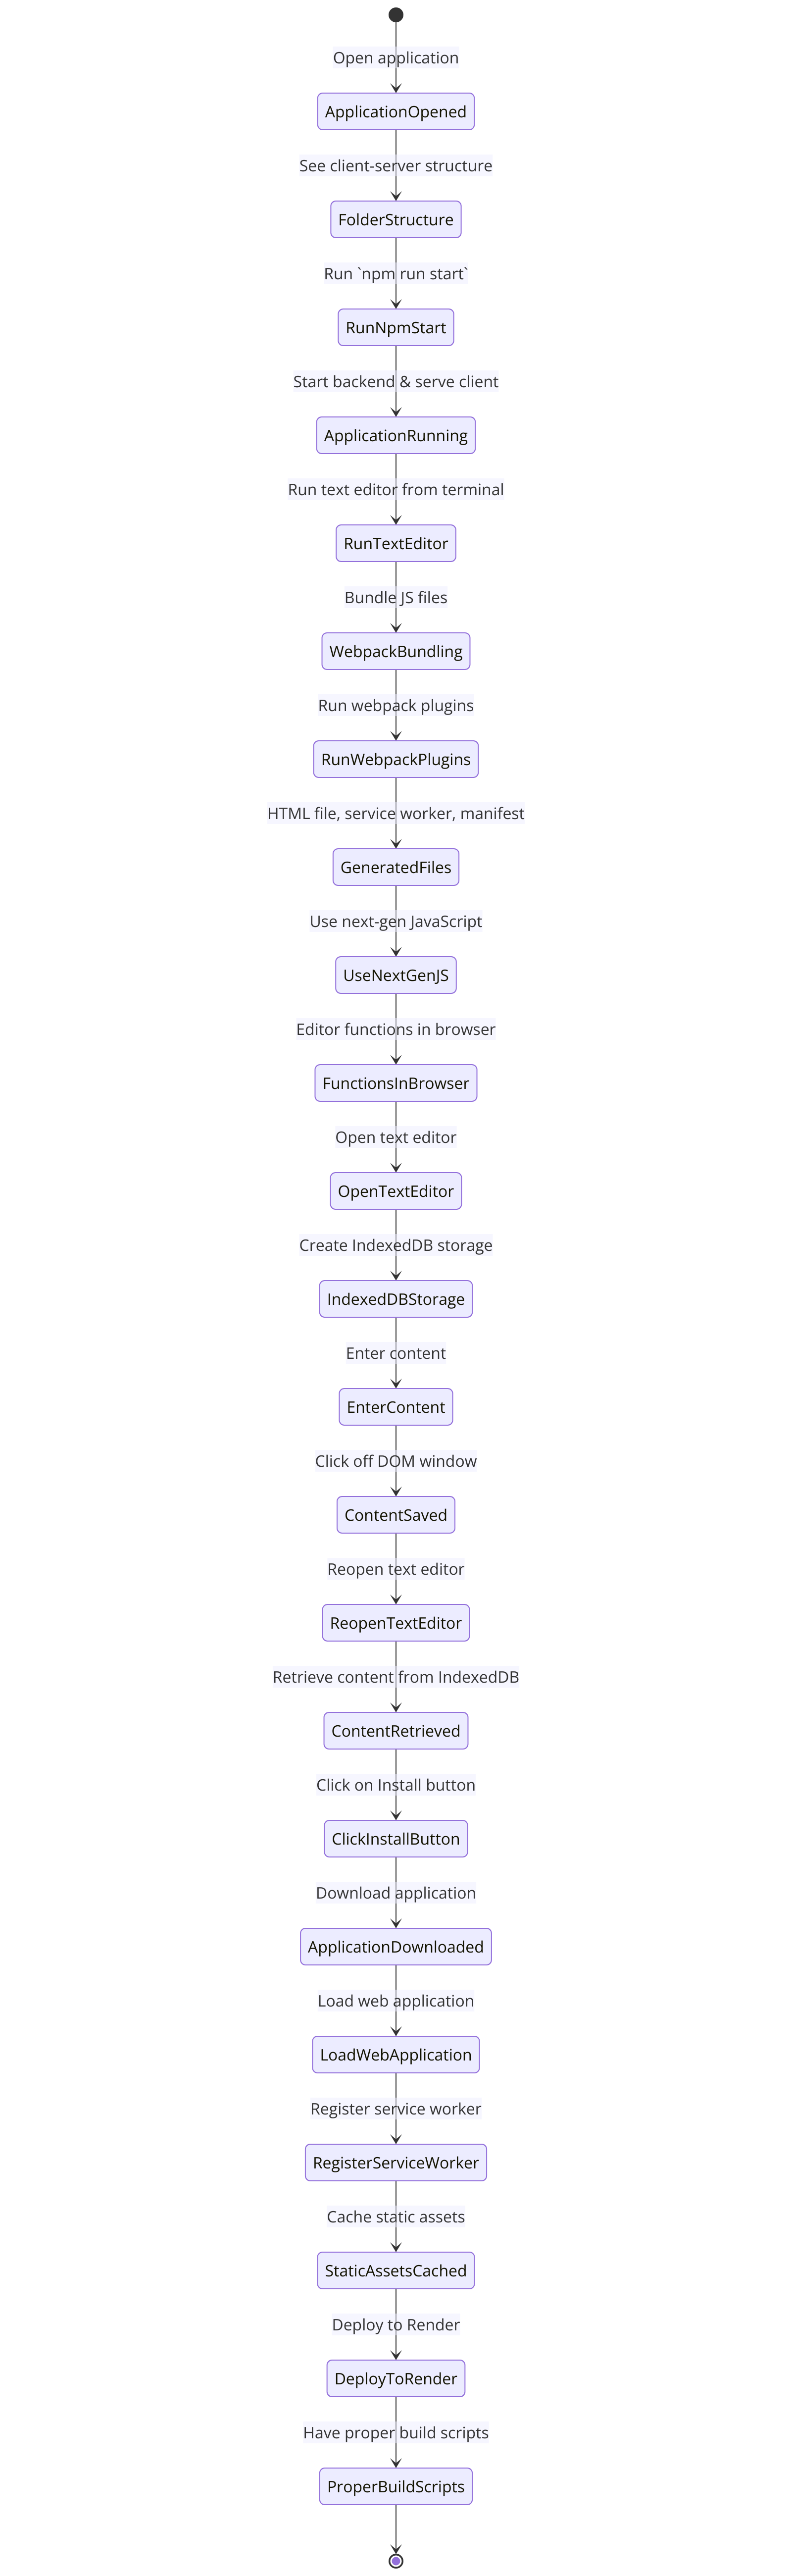 Open application
ApplicationOpened
See client-server structure
FolderStructure
Run `npm run start`
RunNpmStart
Start backend & serve client
ApplicationRunning
Run text editor from terminal
RunTextEditor
Bundle JS files
WebpackBundling
Run webpack plugins
RunWebpackPlugins
HTML file, service worker, manifest
GeneratedFiles
Use next-gen JavaScript
UseNextGenJS
Editor functions in browser
FunctionsInBrowser
Open text editor
OpenTextEditor
Create IndexedDB storage
IndexedDBStorage
Enter content
EnterContent
Click off DOM window
ContentSaved
Reopen text editor
ReopenTextEditor
Retrieve content from IndexedDB
ContentRetrieved
Click on Install button
ClickInstallButton
Download application
ApplicationDownloaded
Load web application
LoadWebApplication
Register service worker
RegisterServiceWorker
Cache static assets
StaticAssetsCached
Deploy to Render
DeployToRender
Have proper build scripts
ProperBuildScripts